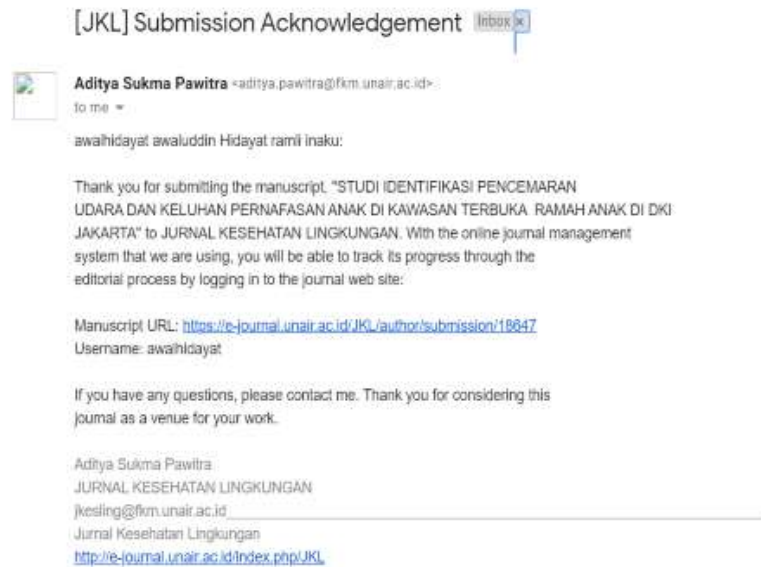 [JKL] Submission Acknowledgement Inbox x
Aditya Sukma Pawitra <aditya.pawitra@fkm.unair.ac.id>
to me
awalhidayat awaluddin Hidayat ramli inaku:
Thank you for submitting the manuscript, "STUDI IDENTIFIKASI PENCEMARAN
UDARA DAN KELUHAN PERNAFASAN ANAK DI KAWASAN TERBUKA RAMAH ANAK DI DKI
JAKARTA" to JURNAL KESEHATAN LINGKUNGAN. With the online journal management
system that we are using, you will be able to track its progress through the
editorial process by logging in to the journal web site:
Manuscript URL: https://e-journal.unair.ac.id/JKL/author/submission/18647
Username: awalhidayat
If you have any questions, please contact me. Thank you for considering this
journal as a venue for your work.
Aditya Sukma Pawitra
JURNAL KESEHATAN LINGKUNGAN
jkesling@fkm.unair.ac.id
Jurnal Kesehatan Lingkungan
http://e-journal.unair.ac.id/index.php/JKL